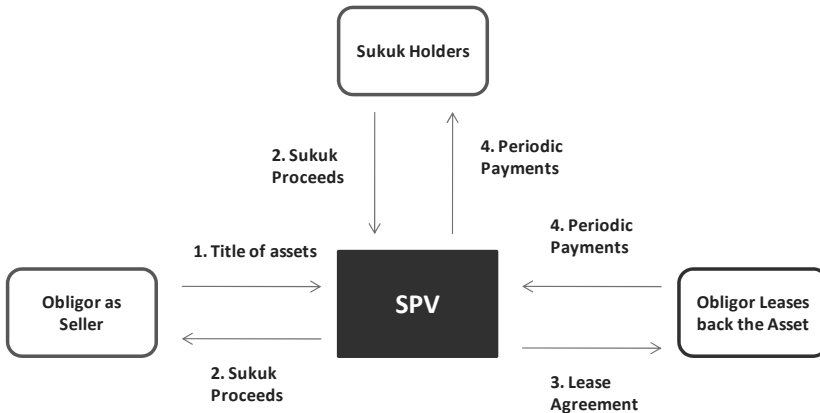 Sukuk Holders
2. Sukuk
Proceeds
4. Periodic
Payments
4. Periodic
Payments
1. Title of assets
Obligor as
Seller
SPV
Obligor Leases
back the Asset
2. Sukuk
Proceeds
3. Lease
Agreement